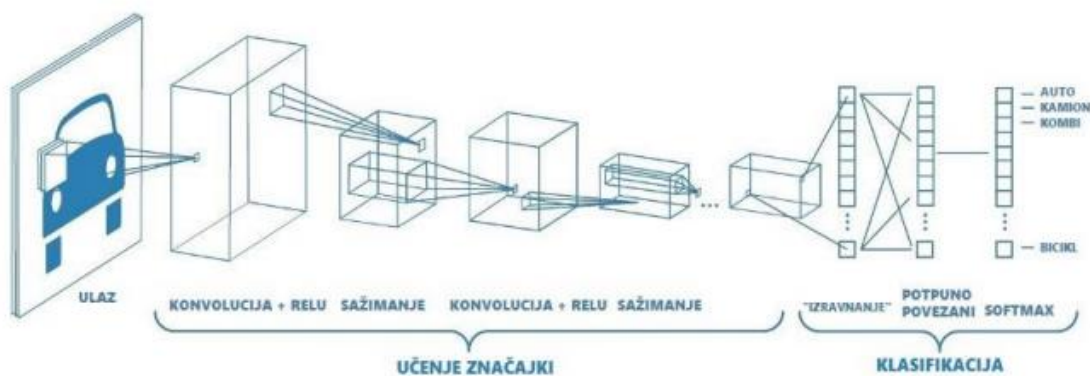 AUTO
KAMION
KOMBI
BICIKL
ULAZ
KONVOLUCIJA + RELU
SAŽIMANJE
KONVOLUCIJA + RELU
SAŽIMANJE
"IZRAVNANJE"
POTPUNO
POVEZANI
SOFTMAX
UČENJE ZNAČAJKI
KLASIFIKACIJA